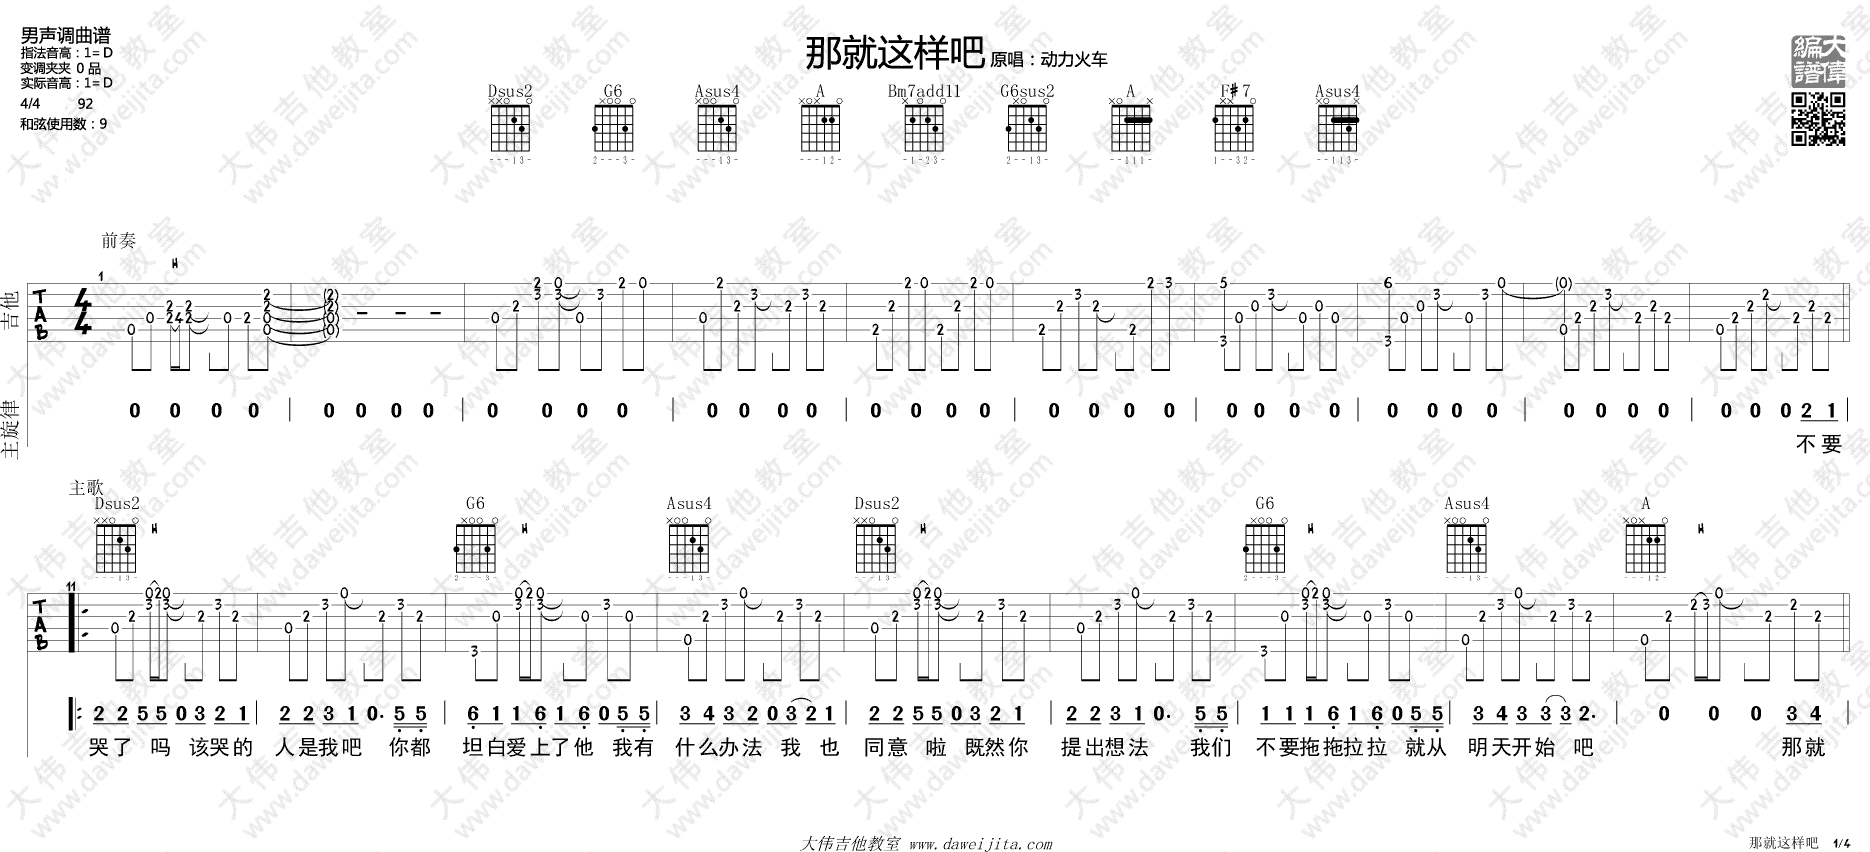 男声调曲谱
指法音高：1=D
变调夹夹 0 品
实际音高：1=D
4/4 92
和弦使用数：9
那就这样吧 原唱：动力火车
大偉編譜
Dsus2 G6 Asus4 A Bm7add11 G6sus2 A F#7 Asus4
前奏
H
吉他
TAB 4/4
主旋律
0 0 0 0 | 0 0 0 0 | 0 0 0 0 | 0 0 0 0 | 0 0 0 0 | 0 0 0 0 | 0 0 0 0 | 0 0 0 0 | 0 0 0 0 | 0 0 0 2 1
不要
主歌
Dsus2 G6 Asus4 Dsus2 G6 Asus4 A
H H H H H
11
TAB
2 2 5 5 0 3 2 1 | 2 2 3 1 0. 5 5 | 6 1 1 6 1 6 0 5 5 | 3 4 3 2 0 3 2 1 | 2 2 5 5 0 3 2 1 | 2 2 3 1 0. 5 5 | 1 1 1 6 1 6 0 5 5 | 3 4 3 3 3 2. | 0 0 0 3 4
哭了 吗 该哭的 人是我吧 你都 坦白爱上了他 我有 什么办法 我 也 同意 啦 既然你 提出想法 我们 不要拖拖拉拉 就从 明天开始 吧 那就
大伟吉他教室 www.daweijita.com
那就这样吧 1/4